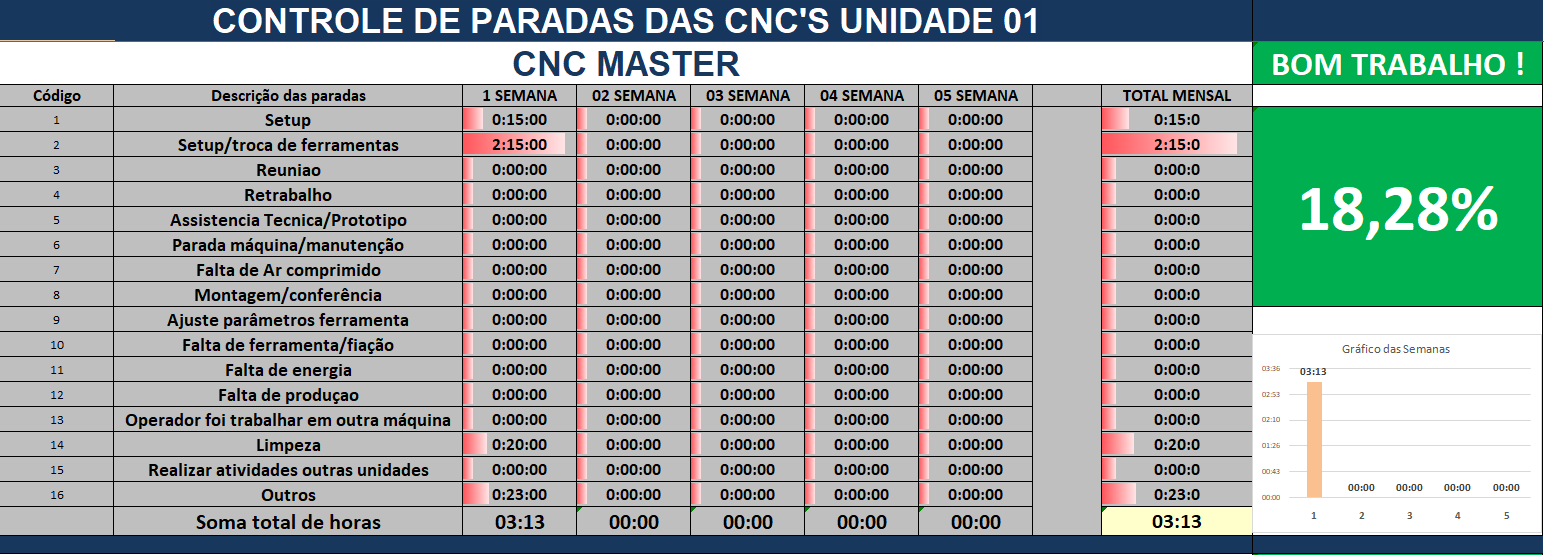 CONTROLE DE PARADAS DAS CNC'S UNIDADE 01
CNC MASTER BOM TRABALHO !
Código Descrição das paradas 1 SEMANA 02 SEMANA 03 SEMANA 04 SEMANA 05 SEMANA TOTAL MENSAL
1 Setup 0:15:00 0:00:00 0:00:00 0:00:00 0:00:00 0:15:0
2 Setup/troca de ferramentas 2:15:00 0:00:00 0:00:00 0:00:00 0:00:00 2:15:0
3 Reuniao 0:00:00 0:00:00 0:00:00 0:00:00 0:00:00 0:00:0
4 Retrabalho 0:00:00 0:00:00 0:00:00 0:00:00 0:00:00 0:00:0
5 Assistencia Tecnica/Prototipo 0:00:00 0:00:00 0:00:00 0:00:00 0:00:00 0:00:0
6 Parada máquina/manutenção 0:00:00 0:00:00 0:00:00 0:00:00 0:00:00 0:00:0
7 Falta de Ar comprimido 0:00:00 0:00:00 0:00:00 0:00:00 0:00:00 0:00:0
8 Montagem/conferência 0:00:00 0:00:00 0:00:00 0:00:00 0:00:00 0:00:0
9 Ajuste parâmetros ferramenta 0:00:00 0:00:00 0:00:00 0:00:00 0:00:00 0:00:0
10 Falta de ferramenta/fiação 0:00:00 0:00:00 0:00:00 0:00:00 0:00:00 0:00:0
11 Falta de energia 0:00:00 0:00:00 0:00:00 0:00:00 0:00:00 0:00:0
12 Falta de produçao 0:00:00 0:00:00 0:00:00 0:00:00 0:00:00 0:00:0
13 Operador foi trabalhar em outra máquina 0:00:00 0:00:00 0:00:00 0:00:00 0:00:00 0:00:0
14 Limpeza 0:20:00 0:00:00 0:00:00 0:00:00 0:00:00 0:20:0
15 Realizar atividades outras unidades 0:00:00 0:00:00 0:00:00 0:00:00 0:00:00 0:00:0
16 Outros 0:23:00 0:00:00 0:00:00 0:00:00 0:00:00 0:23:0
Soma total de horas 03:13 00:00 00:00 00:00 00:00 03:13
18,28%
Gráfico das Semanas
03:36
03:13
02:53
02:10
01:26
00:43
00:00 00:00 00:00 00:00 00:00
1 2 3 4 5